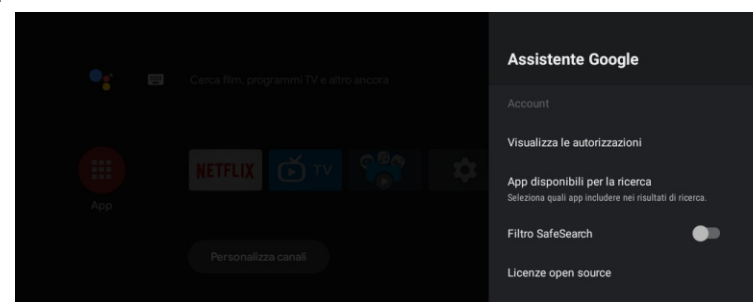 Assistente Google
Cerca film, programmi TV e altro ancora
Account
Visualizza le autorizzazioni
NETFLIX
TV
App disponibili per la ricerca
Seleziona quali app includere nei risultati di ricerca.
App
Filtro SafeSearch
Personalizza canali
Licenze open source